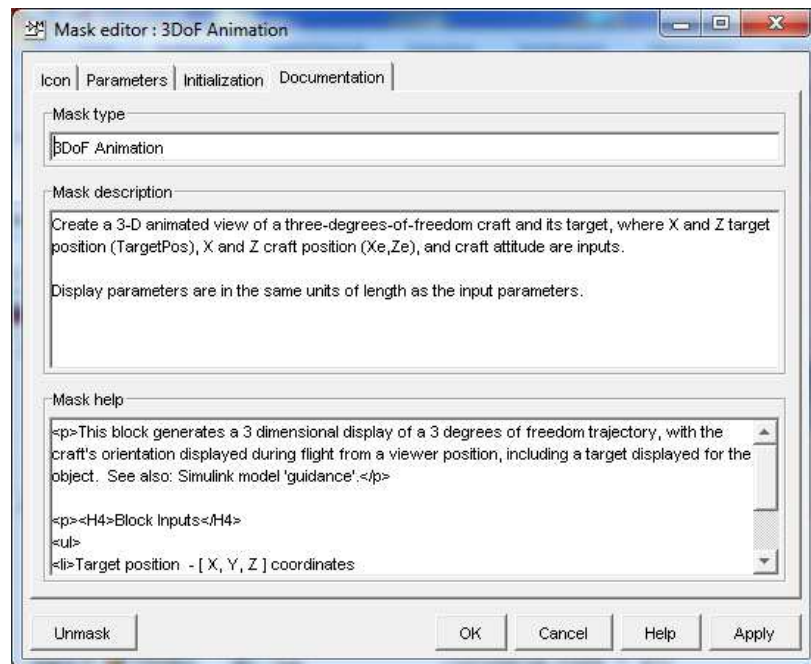 Mask editor : 3DoF Animation
Icon
Parameters
Initialization
Documentation
Mask type
3DoF Animation
Mask description
Create a 3-D animated view of a three-degrees-of-freedom craft and its target, where X and Z target
position (TargetPos), X and Z craft position (Xe,Ze), and craft attitude are inputs.
Display parameters are in the same units of length as the input parameters.
Mask help
<p>This block generates a 3 dimensional display of a 3 degrees of freedom trajectory, with the
craft's orientation displayed during flight from a viewer position, including a target displayed for the
object.  See also: Simulink model 'guidance'.</p>
<p><H4>Block Inputs</H4>
<ul>
<li>Target position  - [ X, Y, Z ] coordinates
Unmask
OK
Cancel
Help
Apply